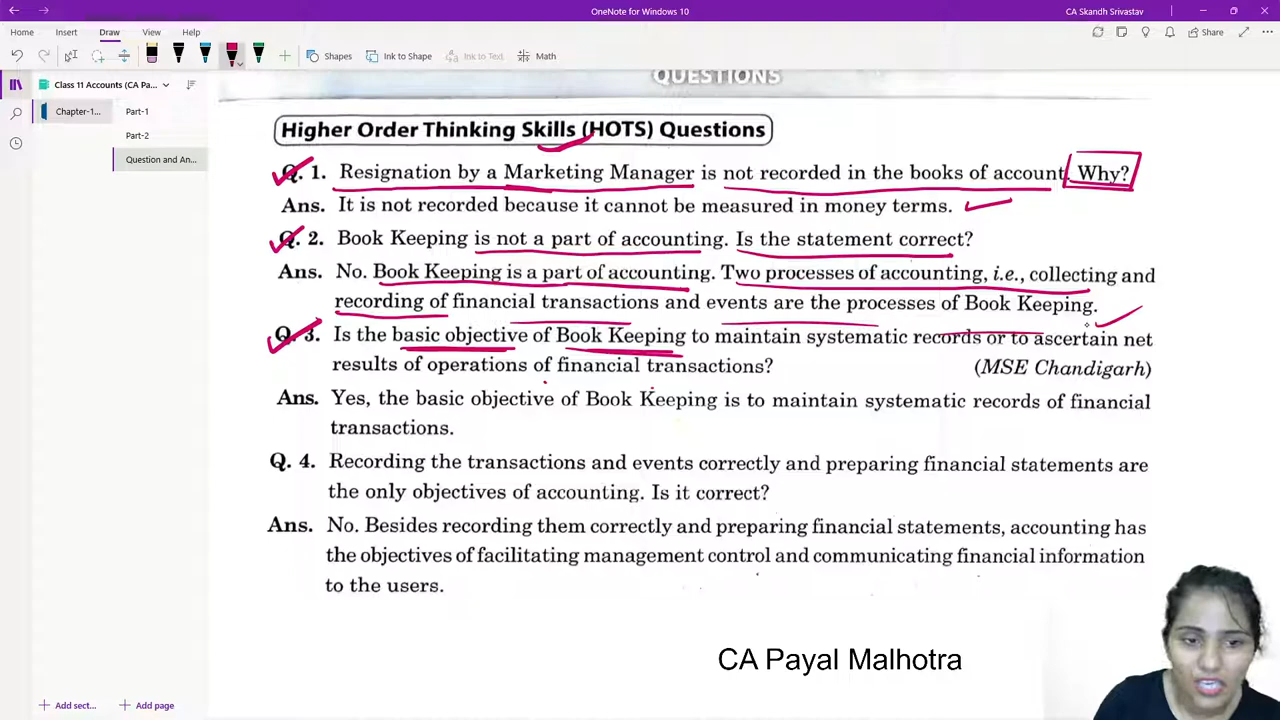 OneNote for Windows 10
CA Skandh Srivastav
Home Insert Draw View Help
Shapes Ink to Shape Ink to Text Math
Share
Class 11 Accounts (CA Pa...
Chapter-1...
Part-1
Part-2
Question and An...
QUESTIONS
Higher Order Thinking Skills (HOTS) Questions
Q. 1. Resignation by a Marketing Manager is not recorded in the books of account. Why?
Ans. It is not recorded because it cannot be measured in money terms.
Q. 2. Book Keeping is not a part of accounting. Is the statement correct?
Ans. No. Book Keeping is a part of accounting. Two processes of accounting, i.e., collecting and
recording of financial transactions and events are the processes of Book Keeping.
Q. 3. Is the basic objective of Book Keeping to maintain systematic records or to ascertain net
results of operations of financial transactions? (MSE Chandigarh)
Ans. Yes, the basic objective of Book Keeping is to maintain systematic records of financial
transactions.
Q. 4. Recording the transactions and events correctly and preparing financial statements are
the only objectives of accounting. Is it correct?
Ans. No. Besides recording them correctly and preparing financial statements, accounting has
the objectives of facilitating management control and communicating financial information
to the users.
CA Payal Malhotra
Add sect... Add page